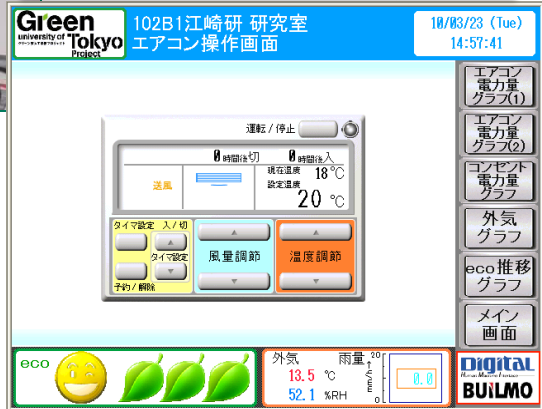 Green
university of Tokyo
Project
102B1江崎研 研究室
エアコン操作画面
10/03/23 (Tue)
14:57:41
エアコン
電力量
グラフ(1)
エアコン
電力量
グラフ(2)
コンセント
電力量
グラフ
外気
グラフ
eco推移
グラフ
メイン
画面
運転/停止
0 時間後切 0 時間後入
送風
現在温度 18℃
設定温度
20 ℃
タイマ設定 入/切
タイマ設定
予約/解除
風量調節
温度調節
eco
外気 雨量
13.5 ℃
52.1 %RH
mm/h
20
0
0.0
Digital
Human Machine Interface
BUiLMO